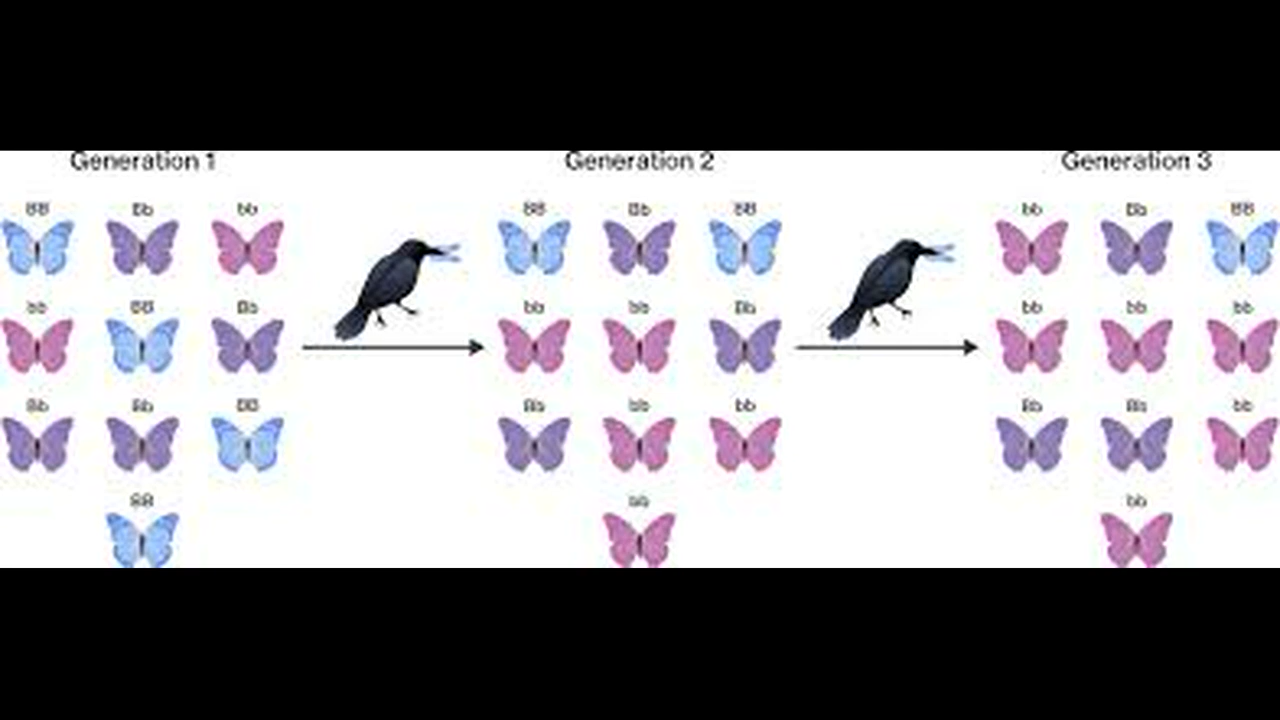 Generation 1
Generation 2
Generation 3
BB Bb bb
BB Bb BB
bb Bb BB
bb BB Bb
bb bb Bb
bb bb bb
Bb Bb BB
Bb bb bb
Bb Bb bb
BB
bb
bb